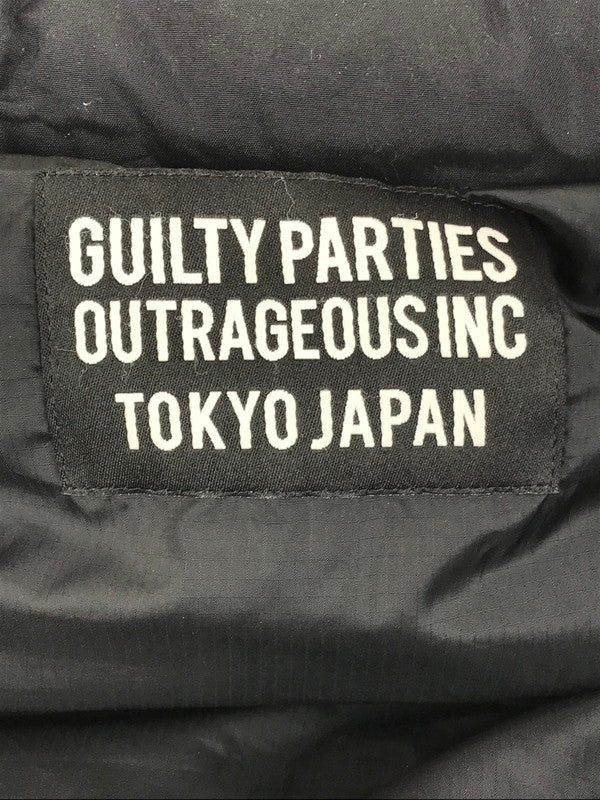 GUILTY PARTIES
OUTRAGEOUS INC
TOKYO JAPAN